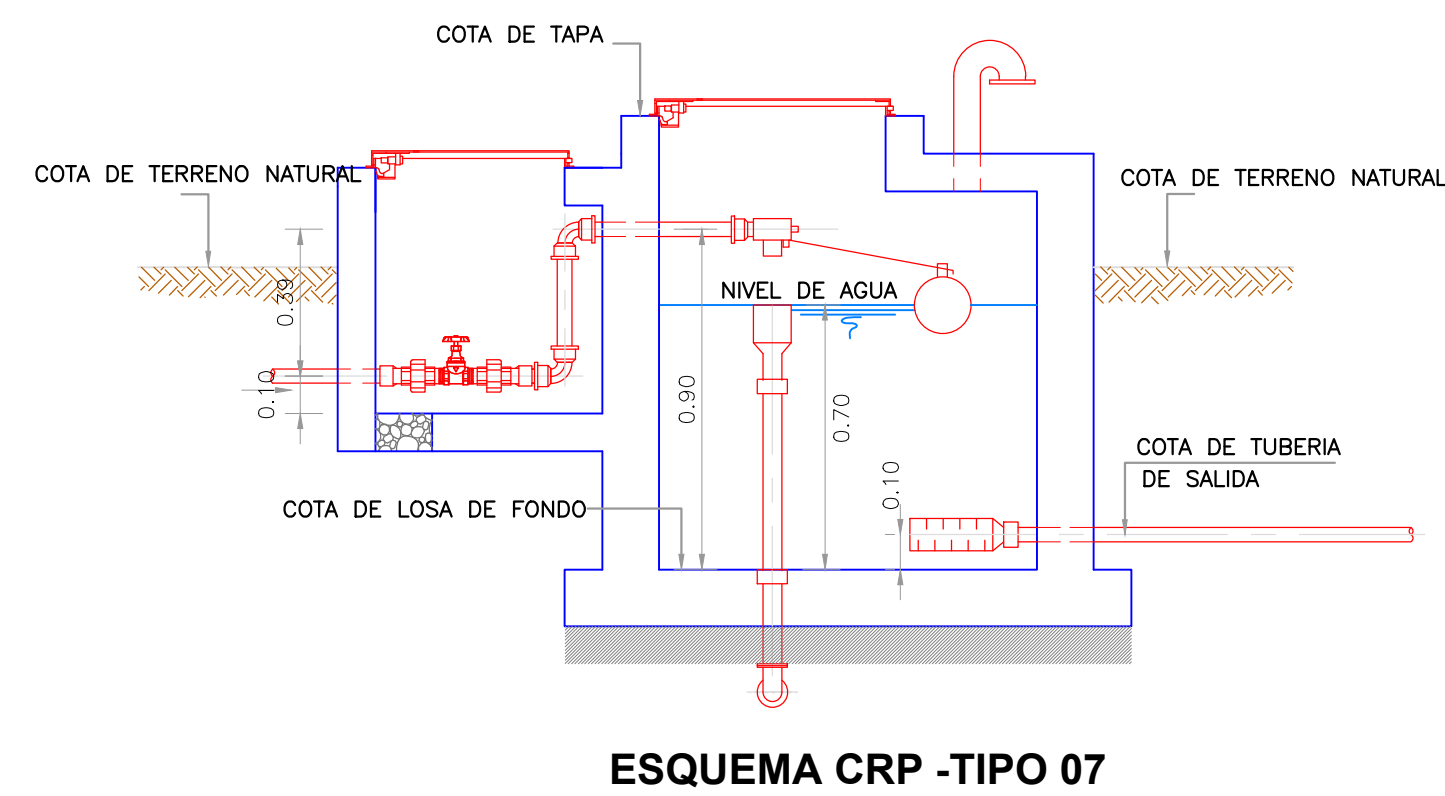 COTA DE TAPA
COTA DE TERRENO NATURAL
COTA DE TERRENO NATURAL
0.39
NIVEL DE AGUA
0.10
0.90
0.70
COTA DE TUBERIA
DE SALIDA
0.10
COTA DE LOSA DE FONDO
ESQUEMA CRP -TIPO 07